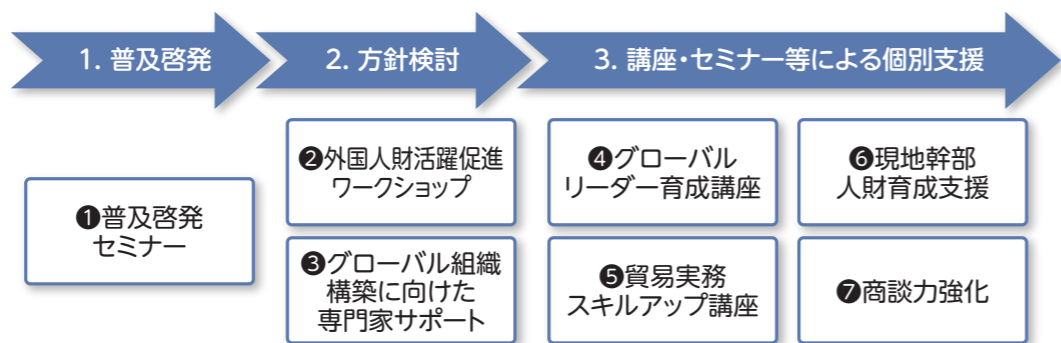 1. 普及啓発
2. 方針検討
3. 講座・セミナー等による個別支援
❶普及啓発
セミナー
❷外国人財活躍促進
ワークショップ
❸グローバル組織
構築に向けた
専門家サポート
❹グローバル
リーダー育成講座
❺貿易実務
スキルアップ講座
❻現地幹部
人財育成支援
❼商談力強化